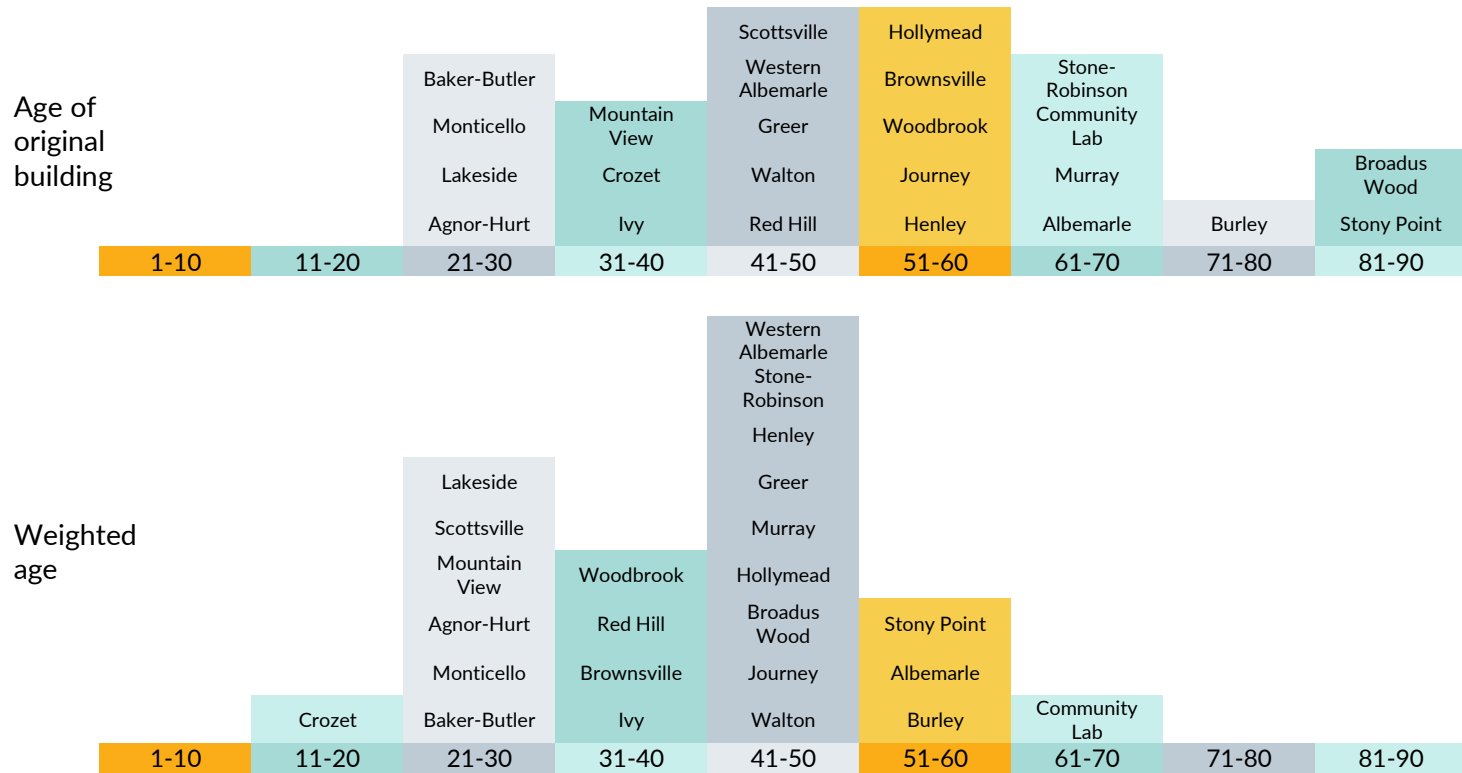 Age of
original
building
Baker-Butler
Monticello
Lakeside
Agnor-Hurt
Mountain
View
Crozet
Ivy
Scottsville
Western
Albemarle
Greer
Walton
Red Hill
Hollymead
Brownsville
Woodbrook
Journey
Henley
Stone-
Robinson
Community
Lab
Murray
Albemarle
Burley
Broadus
Wood
Stony Point
1-10 11-20 21-30 31-40 41-50 51-60 61-70 71-80 81-90
Weighted
age
Crozet
Lakeside
Scottsville
Mountain
View
Agnor-Hurt
Monticello
Baker-Butler
Woodbrook
Red Hill
Brownsville
Ivy
Western
Albemarle
Stone-
Robinson
Henley
Greer
Murray
Hollymead
Broadus
Wood
Journey
Walton
Stony Point
Albemarle
Burley
Community
Lab
1-10 11-20 21-30 31-40 41-50 51-60 61-70 71-80 81-90